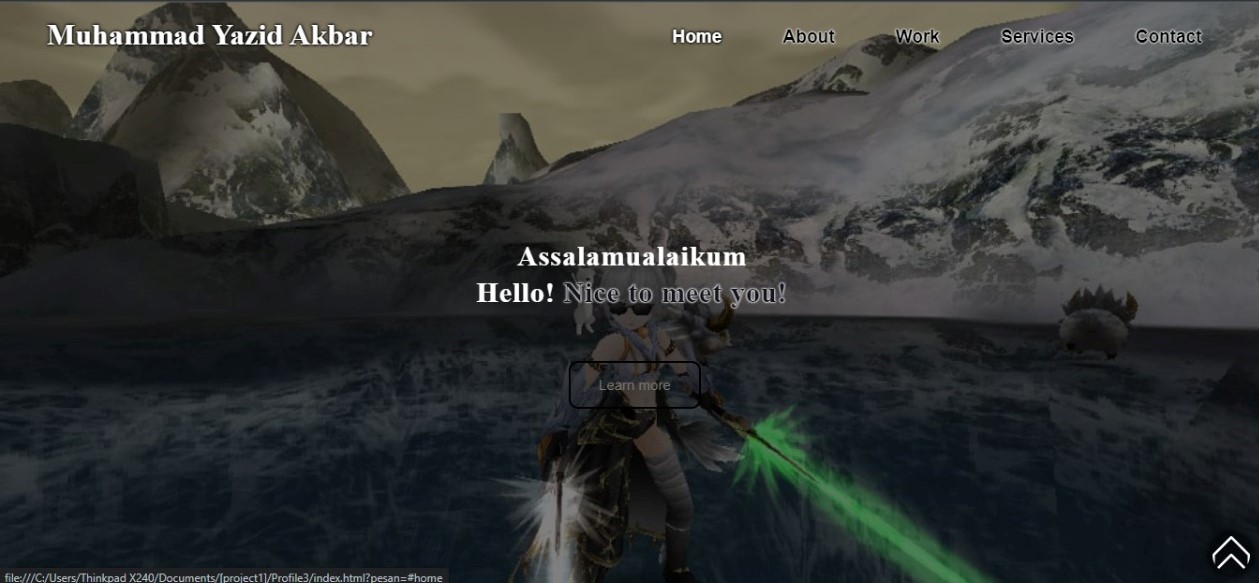 Muhammad Yazid Akbar
Home About Work Services Contact
Assalamualaikum
Hello! Nice to meet you!
Learn more
file:///C:/Users/Thinkpad X240/Documents/[project1]/Profile3/index.html?pesan=#home